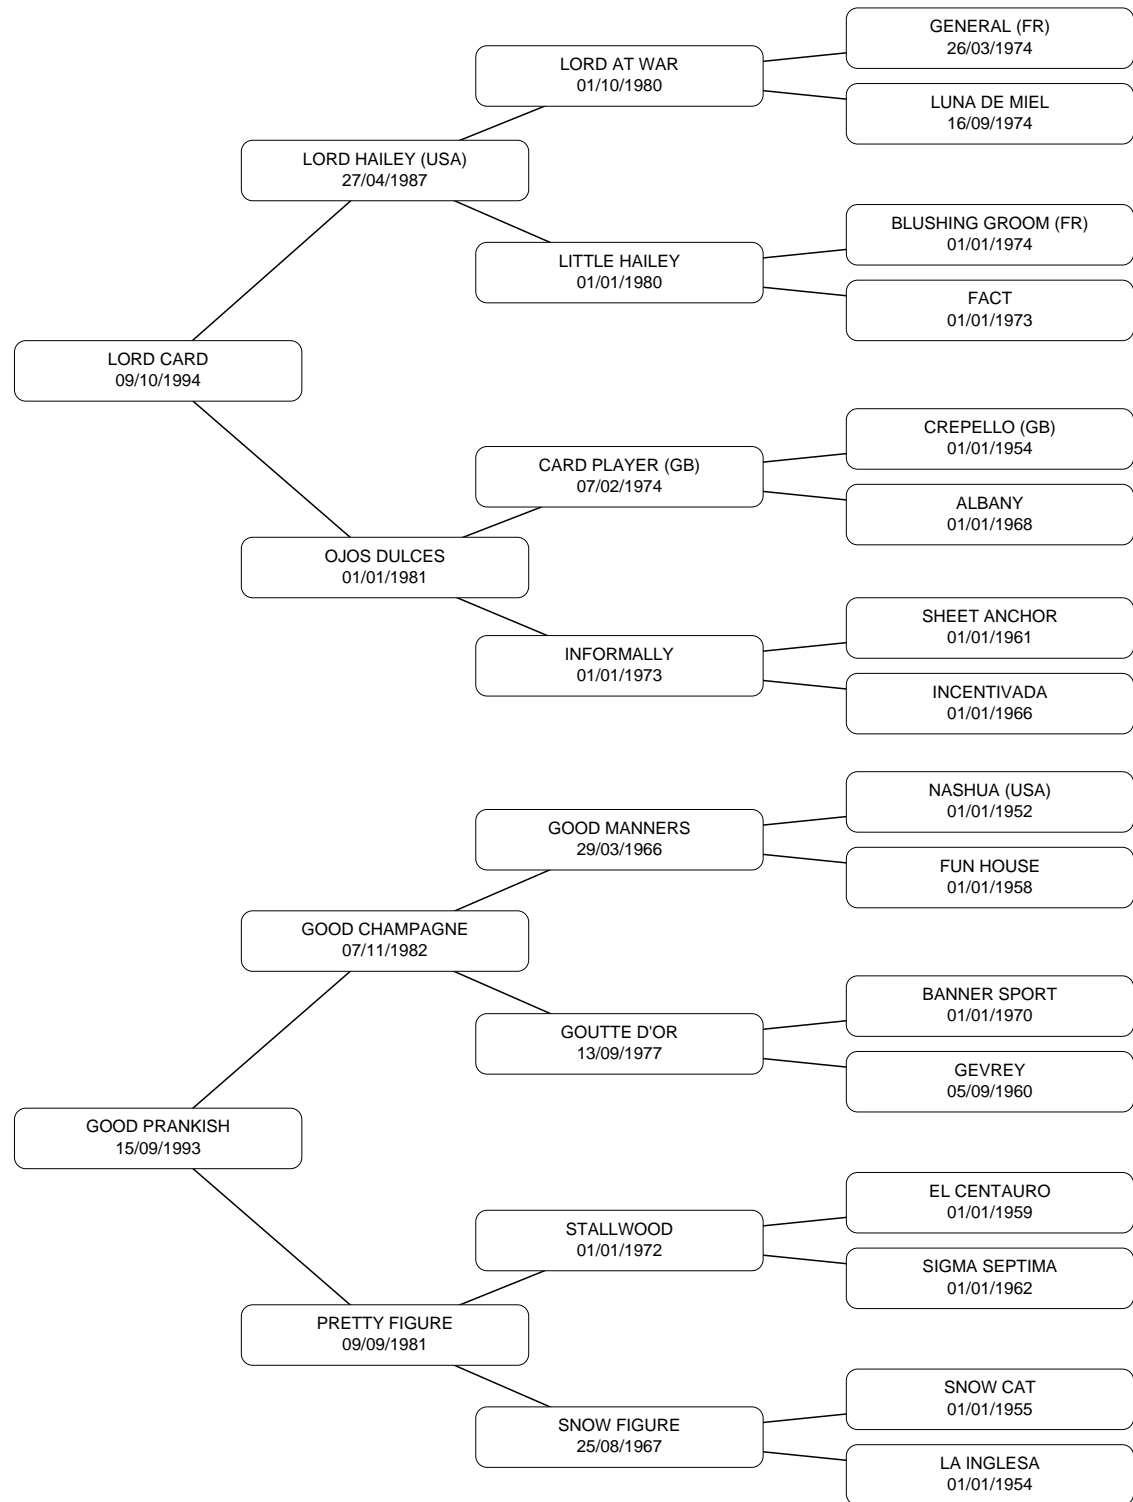 GENERAL (FR)
26/03/1974
LORD AT WAR
01/10/1980
LUNA DE MIEL
16/09/1974
LORD HAILEY (USA)
27/04/1987
BLUSHING GROOM (FR)
01/01/1974
LITTLE HAILEY
01/01/1980
FACT
01/01/1973
LORD CARD
09/10/1994
CREPELLO (GB)
01/01/1954
CARD PLAYER (GB)
07/02/1974
ALBANY
01/01/1968
OJOS DULCES
01/01/1981
SHEET ANCHOR
01/01/1961
INFORMALLY
01/01/1973
INCENTIVADA
01/01/1966
NASHUA (USA)
01/01/1952
GOOD MANNERS
29/03/1966
FUN HOUSE
01/01/1958
GOOD CHAMPAGNE
07/11/1982
BANNER SPORT
01/01/1970
GOUTTE D'OR
13/09/1977
GEVREY
05/09/1960
GOOD PRANKISH
15/09/1993
EL CENTAURO
01/01/1959
STALLWOOD
01/01/1972
SIGMA SEPTIMA
01/01/1962
PRETTY FIGURE
09/09/1981
SNOW CAT
01/01/1955
SNOW FIGURE
25/08/1967
LA INGLESA
01/01/1954